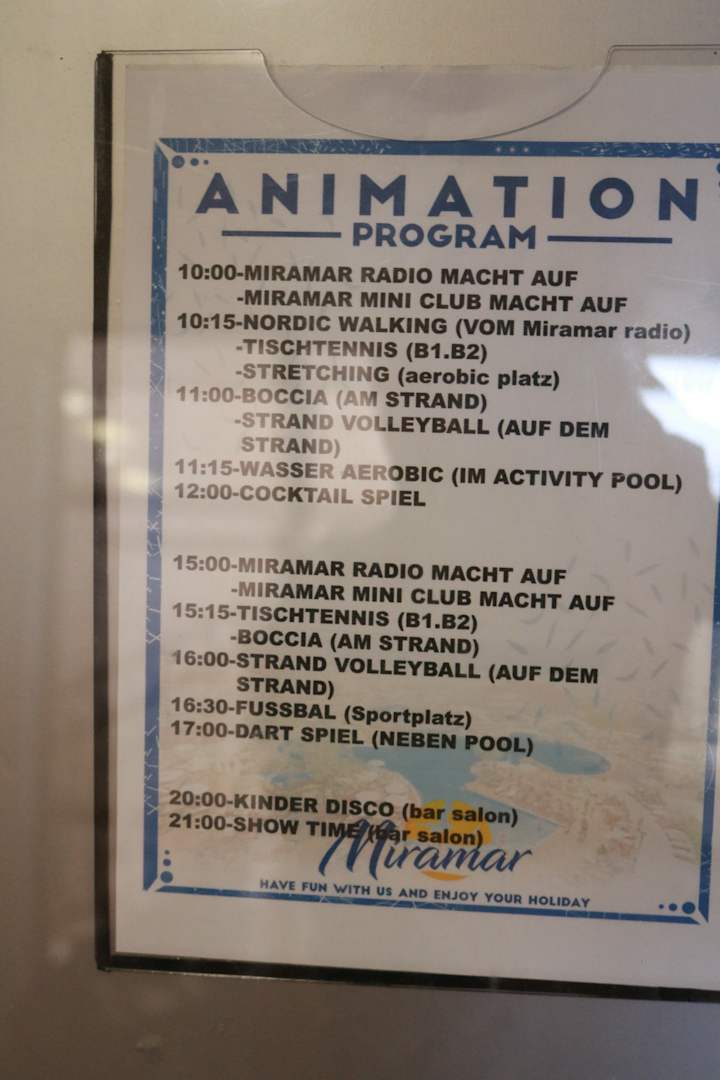 ANIMATION
PROGRAM
10:00-MIRAMAR RADIO MACHT AUF
-MIRAMAR MINI CLUB MACHT AUF
10:15-NORDIC WALKING (VOM Miramar radio)
-TISCHTENNIS (B1.B2)
-STRETCHING (aerobic platz)
11:00-BOCCIA (AM STRAND)
-STRAND VOLLEYBALL (AUF DEM
STRAND)
11:15-WASSER AEROBIC (IM ACTIVITY POOL)
12:00-COCKTAIL SPIEL
15:00-MIRAMAR RADIO MACHT AUF
-MIRAMAR MINI CLUB MACHT AUF
15:15-TISCHTENNIS (B1.B2)
-BOCCIA (AM STRAND)
16:00-STRAND VOLLEYBALL (AUF DEM
STRAND)
16:30-FUSSBAL (Sportplatz)
17:00-DART SPIEL (NEBEN POOL)
20:00-KINDER DISCO (bar salon)
21:00-SHOW TIME (bar salon)
Miramar
HAVE FUN WITH US AND ENJOY YOUR HOLIDAY